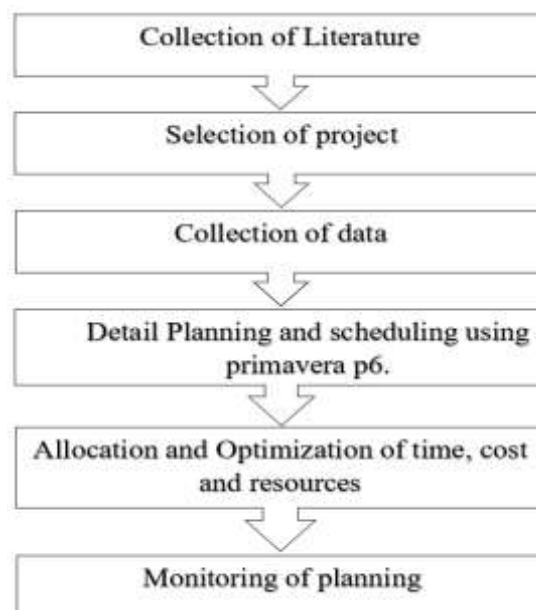 Collection of Literature
Selection of project
Collection of data
Detail Planning and scheduling using
primavera p6.
Allocation and Optimization of time, cost
and resources
Monitoring of planning